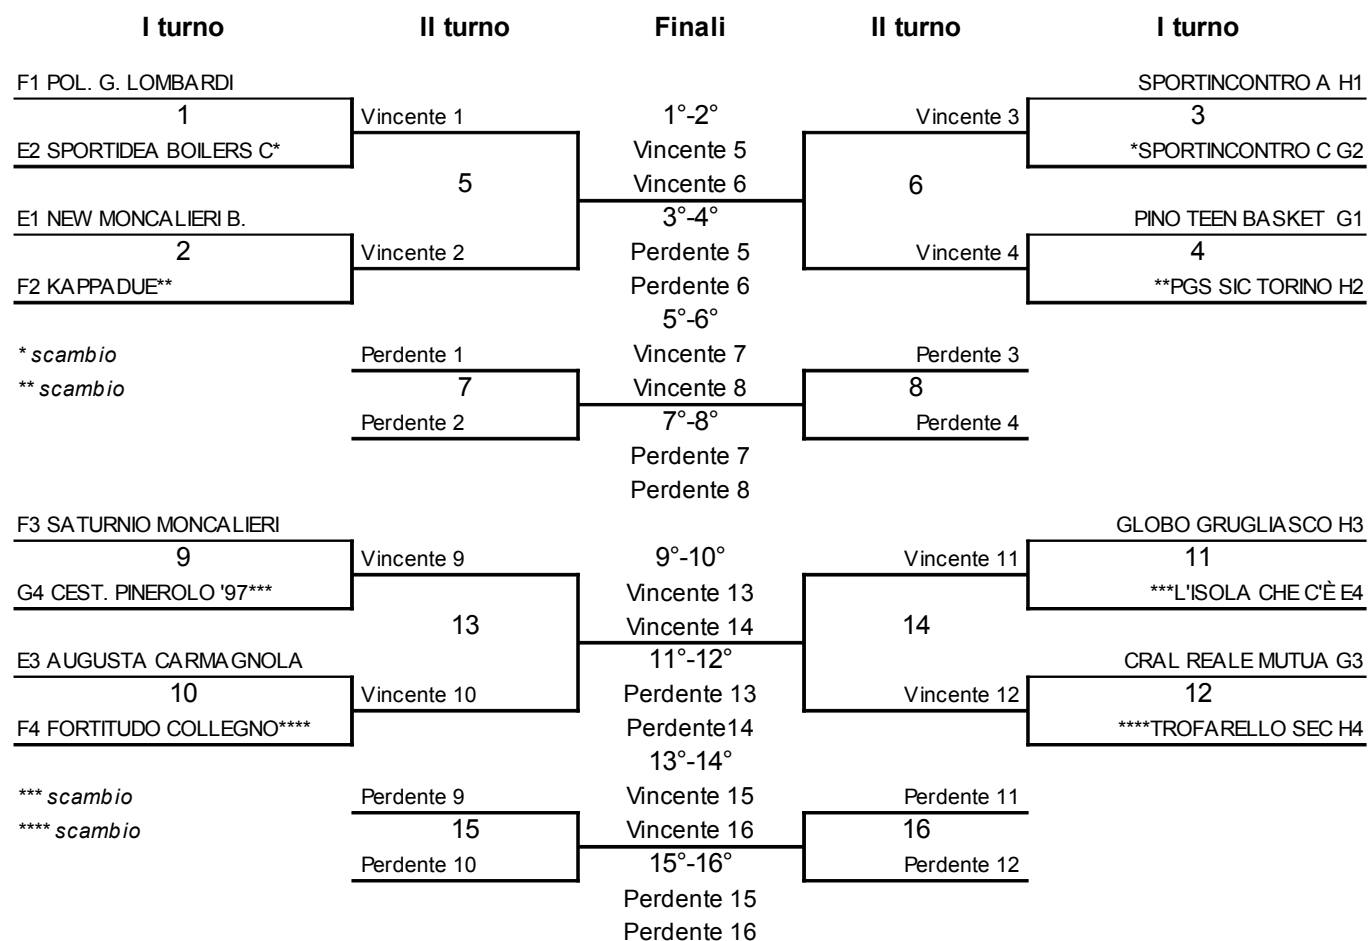 I turno II turno Finali II turno I turno
F1 POL. G. LOMBARDI SPORTINCONTRO A H1
1 Vincente 1 1°-2° Vincente 3 3
E2 SPORTIDEA BOILERS C* Vincente 5 *SPORTINCONTRO C G2
5 Vincente 6 6
E1 NEW MONCALIERI B. 3°-4° PINO TEEN BASKET G1
2 Vincente 2 Perdente 5 Vincente 4 4
F2 KAPPADUE** Perdente 6 **PGS SIC TORINO H2
5°-6°
* scambio Perdente 1 Vincente 7 Perdente 3
** scambio 7 Vincente 8 8
Perdente 2 7°-8° Perdente 4
Perdente 7
Perdente 8
F3 SATURNIO MONCALIERI GLOBO GRUGLIASCO H3
9 Vincente 9 9°-10° Vincente 11 11
G4 CEST. PINEROLO '97*** Vincente 13 ***L'ISOLA CHE C'È E4
13 Vincente 14 14
E3 AUGUSTA CARMAGNOLA 11°-12° CRAL REALE MUTUA G3
10 Vincente 10 Perdente 13 Vincente 12 12
F4 FORTITUDO COLLEGNO**** Perdente14 ****TROFARELLO SEC H4
13°-14°
*** scambio Perdente 9 Vincente 15 Perdente 11
**** scambio 15 Vincente 16 16
Perdente 10 15°-16° Perdente 12
Perdente 15
Perdente 16